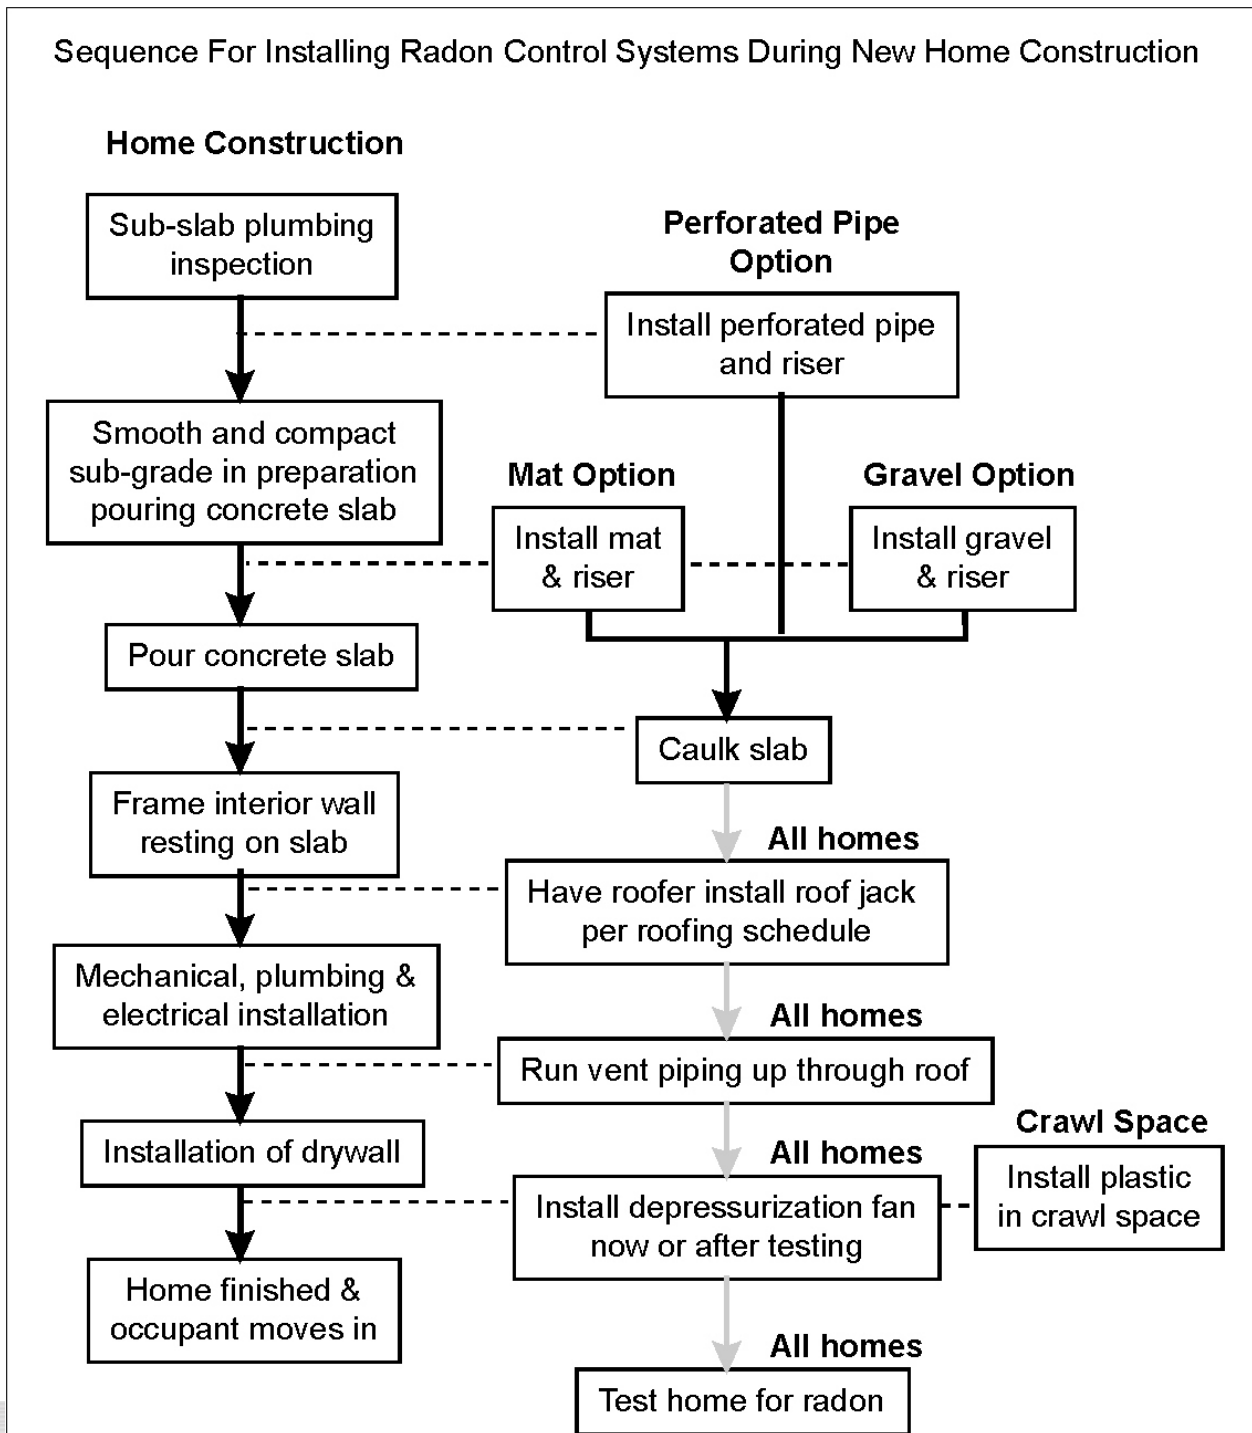 Sequence For Installing Radon Control Systems During New Home Construction
Home Construction
Sub-slab plumbing
inspection
Perforated Pipe
Option
Install perforated pipe
and riser
Smooth and compact
sub-grade in preparation
pouring concrete slab
Mat Option
Gravel Option
Install mat
& riser
Install gravel
& riser
Pour concrete slab
Caulk slab
Frame interior wall
resting on slab
All homes
Have roofer install roof jack
per roofing schedule
Mechanical, plumbing &
electrical installation
All homes
Run vent piping up through roof
Installation of drywall
All homes
Install depressurization fan
now or after testing
Crawl Space
Install plastic
in crawl space
Home finished &
occupant moves in
All homes
Test home for radon